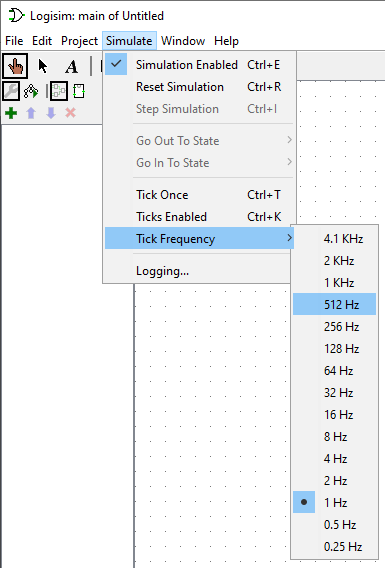 Logisim: main of Untitled
File Edit Project Simulate Window Help
A
Simulation Enabled Ctrl+E
Reset Simulation Ctrl+R
Step Simulation Ctrl+I
Go Out To State
Go In To State
Tick Once Ctrl+T
Ticks Enabled Ctrl+K
Tick Frequency
Logging...
4.1 KHz
2 KHz
1 KHz
512 Hz
256 Hz
128 Hz
64 Hz
32 Hz
16 Hz
8 Hz
4 Hz
2 Hz
1 Hz
0.5 Hz
0.25 Hz